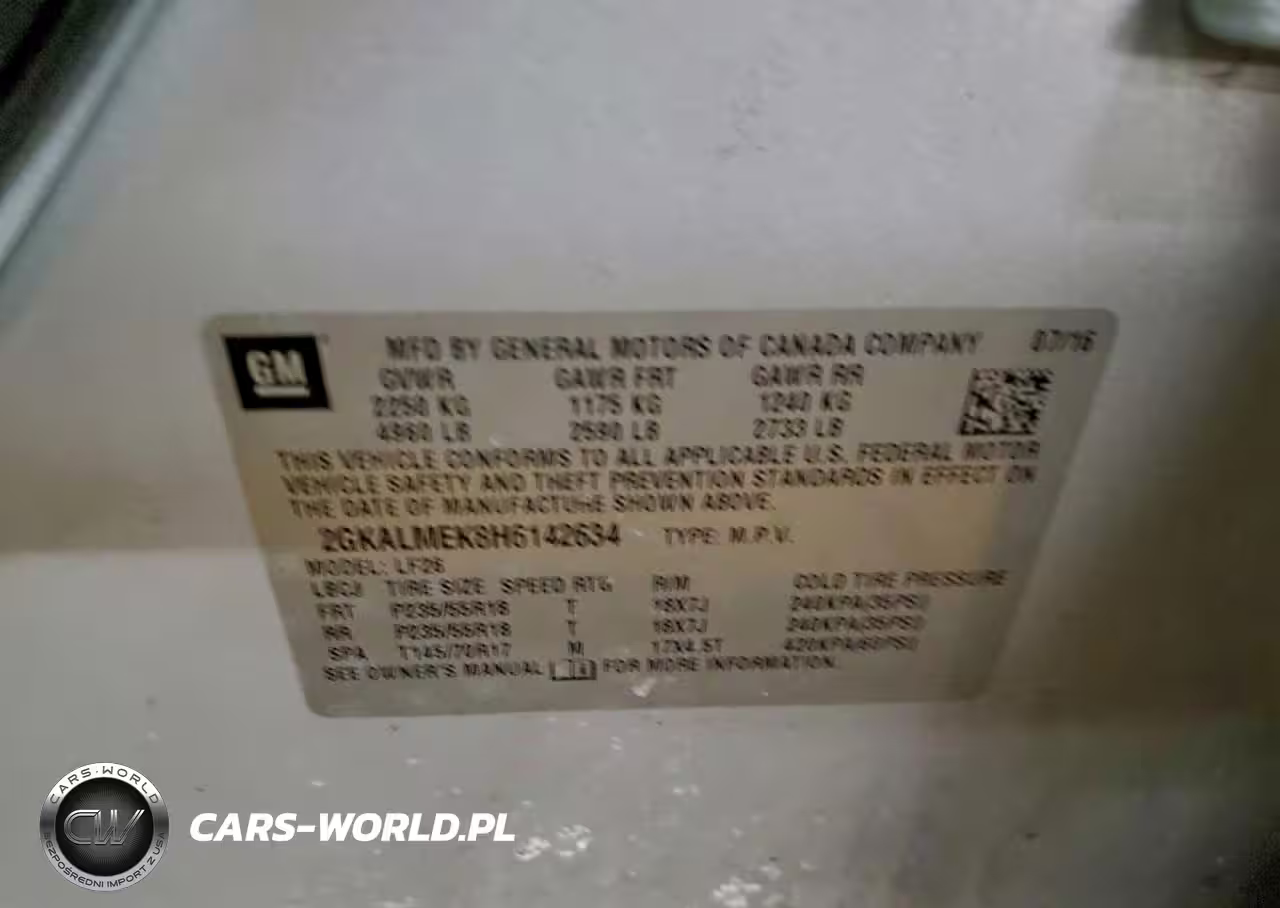 GM
MFD BY GENERAL MOTORS OF CANADA COMPANY 07/16
GVWR GAWR FRT GAWR RR
2250 KG 1175 KG 1240 KG
4960 LB 2590 LB 2733 LB
THIS VEHICLE CONFORMS TO ALL APPLICABLE U.S. FEDERAL MOTOR
VEHICLE SAFETY AND THEFT PREVENTION STANDARDS IN EFFECT ON
THE DATE OF MANUFACTURE SHOWN ABOVE.
2GKALMEK8H6142634 TYPE: M.P.V.
MODEL: LF26
TIRE SIZE SPEED RTG RIM COLD TIRE PRESSURE
FRT P235/55R18 T 18X7J 240KPA(35PSI)
RR P235/55R18 T 18X7J 240KPA(35PSI)
SPA T145/70R17 M 17X4.5T 420KPA(60PSI)
SEE OWNER'S MANUAL FOR MORE INFORMATION.
CARS-WORLD
CW
BEZPOŚREDNI IMPORT Z USA
CARS-WORLD.PL